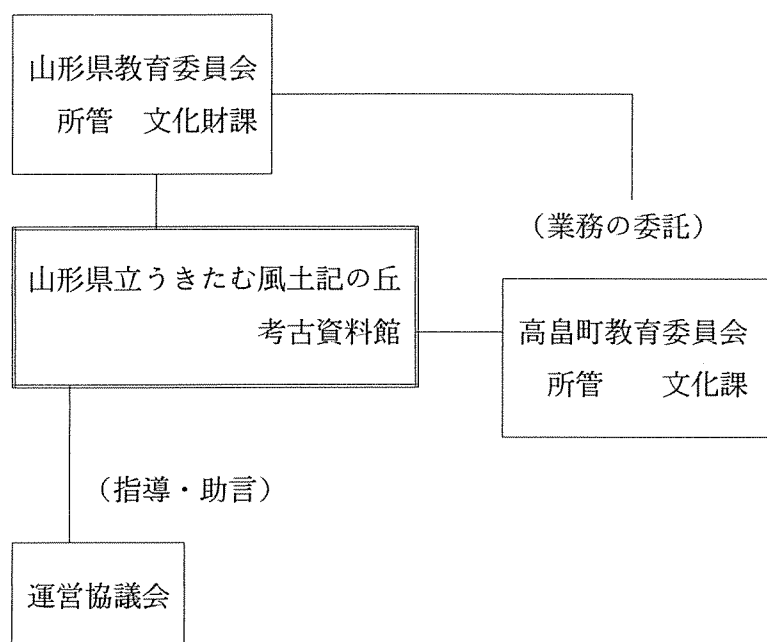 山形県教育委員会
所管　文化財課
（業務の委託）
山形県立うきたむ風土記の丘
考古資料館
高畠町教育委員会
所管　　文化課
（指導・助言）
運営協議会